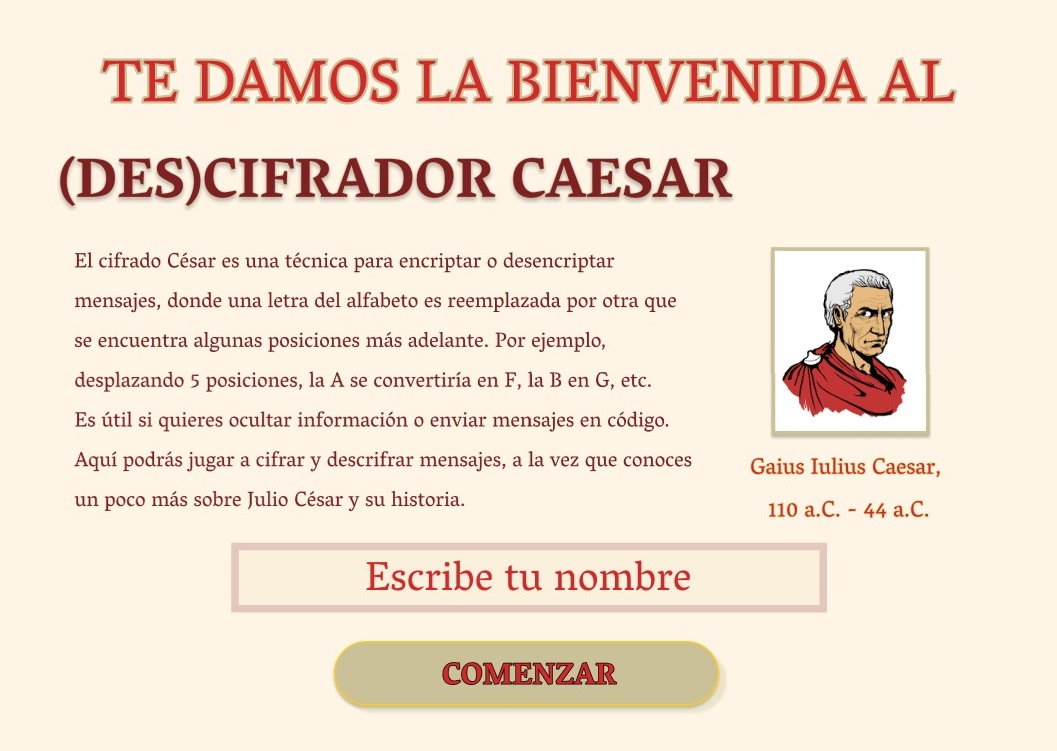 TE DAMOS LA BIENVENIDA AL
(DES)CIFRADOR CAESAR
El cifrado César es una técnica para encriptar o desencriptar
mensajes, donde una letra del alfabeto es reemplazada por otra que
se encuentra algunas posiciones más adelante. Por ejemplo,
desplazando 5 posiciones, la A se convertiría en F, la B en G, etc.
Es útil si quieres ocultar información o enviar mensajes en código.
Aquí podrás jugar a cifrar y descrifrar mensajes, a la vez que conoces
un poco más sobre Julio César y su historia.
Gaius Iulius Caesar,
110 a.C. - 44 a.C.
Escribe tu nombre
COMENZAR